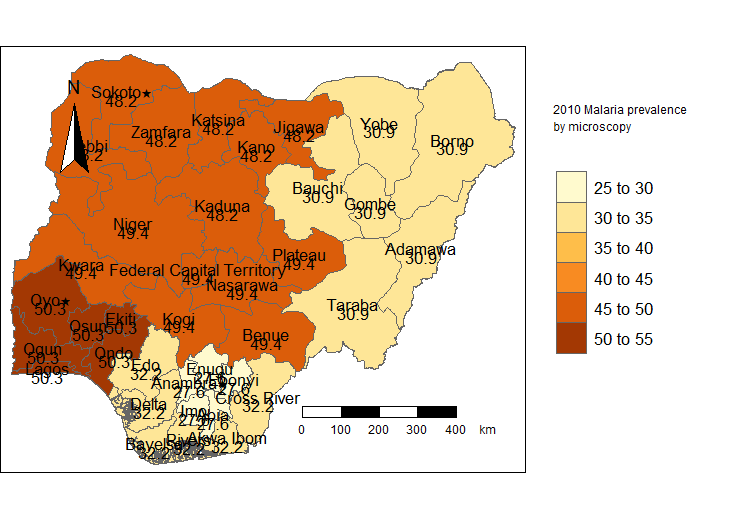 N
Sokoto★
48.2
Katsina
48.2
Zamfara
48.2
Jigawa
48.2
Kano
48.2
Yobe
30.9
Borno
30.9
Bauchi
30.9
Gombe
30.9
Kaduna
48.2
Niger
49.4
Adamawa
30.9
Plateau
49.4
Kwara
49.4
Federal Capital Territory
49.4
Nasarawa
49.4
Taraba
30.9
Oyo★
50.3
Osun
50.3
Ekiti
50.3
Kogi
49.4
Benue
49.4
Ogun
50.3
Lagos
50.3
Ondo
50.3
Edo
32.2
Enugu
27.6
Ebonyi
27.6
Anambra
27.6
Cross River
32.2
Delta
32.2
Imo
27.6
Abia
27.6
Bayelsa
32.2
Rivers
32.2
Akwa Ibom
32.2
0 100 200 300 400 km
2010 Malaria prevalence
by microscopy
25 to 30
30 to 35
35 to 40
40 to 45
45 to 50
50 to 55